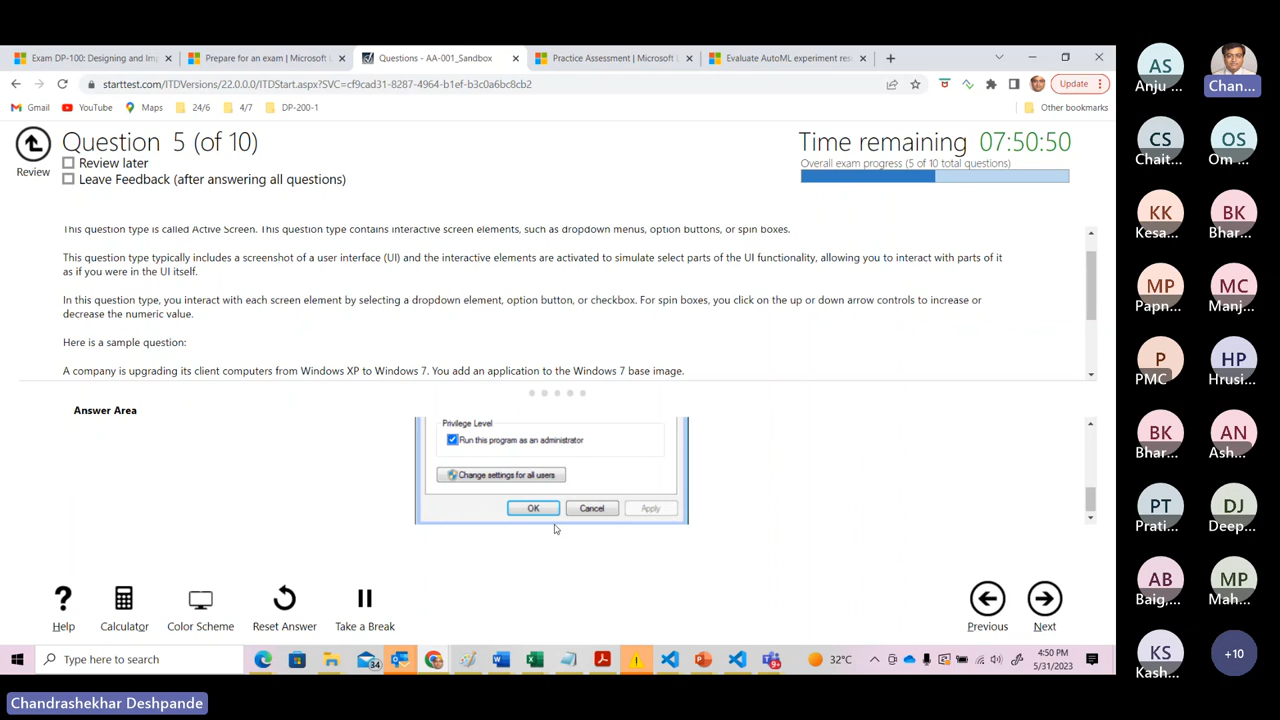 Exam DP-100: Designing and Imp
Prepare for an exam | Microsoft
Questions - AA-001_Sandbox
Practice Assessment | Microsoft L
Evaluate AutoML experiment res
starttest.com/ITDVersions/22.0.0.0/ITDStart.aspx?SVC=cf9cad31-8287-4964-b1ef-b3c0a6bc8cb2
Update
Gmail
YouTube
Maps
24/6
4/7
DP-200-1
Other bookmarks
Question 5 (of 10)
Review
Review later
Leave Feedback (after answering all questions)
Time remaining 07:50:50
Overall exam progress (5 of 10 total questions)
This question type is called Active Screen. This question type contains interactive screen elements, such as dropdown menus, option buttons, or spin boxes.
This question type typically includes a screenshot of a user interface (UI) and the interactive elements are activated to simulate select parts of the UI functionality, allowing you to interact with parts of it
as if you were in the UI itself.
In this question type, you interact with each screen element by selecting a dropdown element, option button, or checkbox. For spin boxes, you click on the up or down arrow controls to increase or
decrease the numeric value.
Here is a sample question:
A company is upgrading its client computers from Windows XP to Windows 7. You add an application to the Windows 7 base image.
Answer Area
Privilege Level
Run this program as an administrator
Change settings for all users
OK
Cancel
Apply
Help
Calculator
Color Scheme
Reset Answer
Take a Break
Previous
Next
Type here to search
34
9+
32°C
4:50 PM
5/31/2023
AS
Anju ...
Chan...
CS
Chait...
OS
Om ...
KK
Kesa...
BK
Bhar...
MP
Papn...
MC
Manj...
P
PMC
HP
Hrusi...
BK
Bhar...
AN
Ash...
PT
Prati...
DJ
Deep...
AB
Baig,...
MP
Mah...
KS
Kash...
+10
Chandrashekhar Deshpande